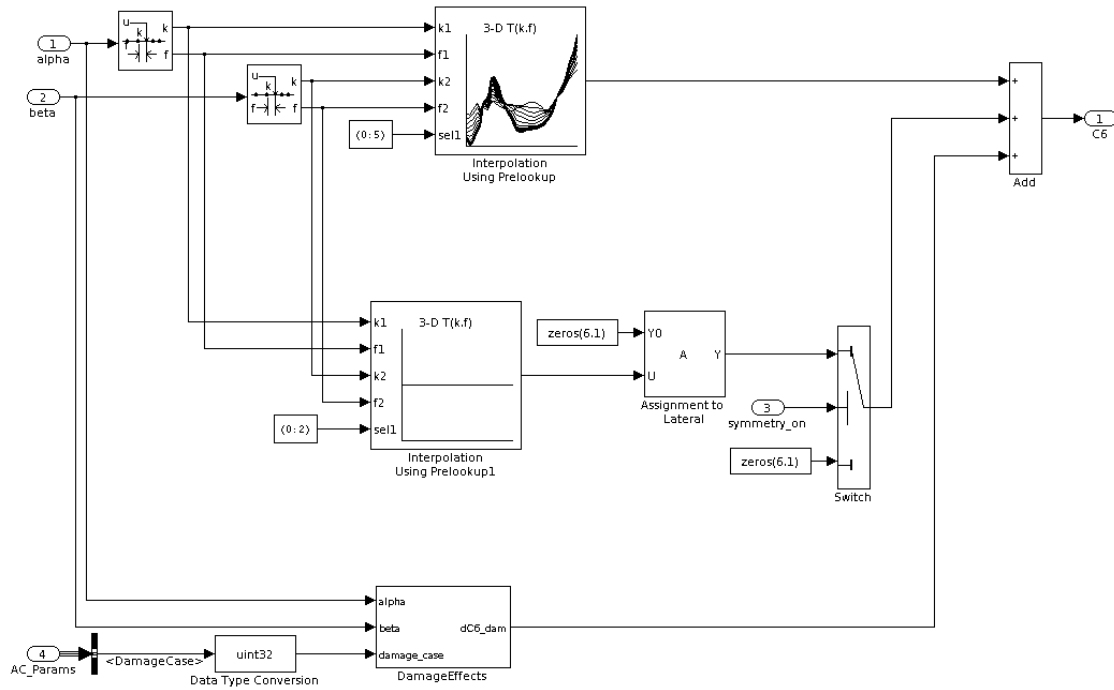 1
alpha
u
k
k
f
f
2
beta
u
k
k
f
f
k1
f1
k2
f2
sel1
3-D T(k,f)
(0:5)
Interpolation
Using Prelookup
+
+
+
Add
1
C6
k1
f1
k2
f2
sel1
3-D T(k,f)
(0:2)
Interpolation
Using Prelookup1
zeros(6,1)
Y0
U
A
Y
Assignment to
Lateral
3
symmetry_on
zeros(6,1)
Switch
alpha
beta
damage_case
dC6_dam
DamageEffects
4
AC_Params
<DamageCase>
uint32
Data Type Conversion